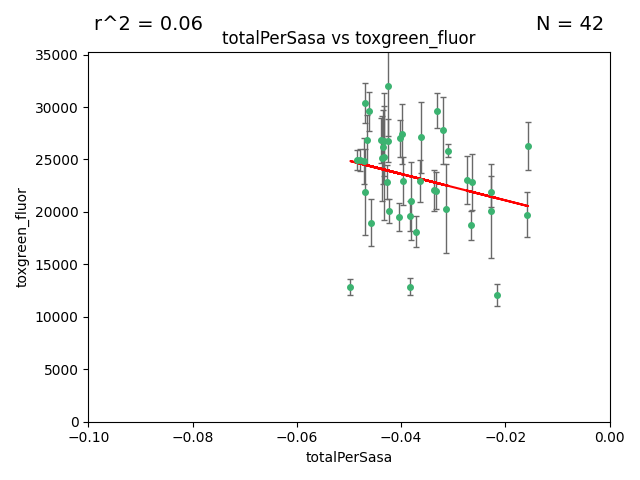 r^2 = 0.06
N = 42
totalPerSasa vs toxgreen_fluor
35000
30000
25000
20000
15000
10000
5000
0
toxgreen_fluor
−0.10
−0.08
−0.06
−0.04
−0.02
0.00
totalPerSasa